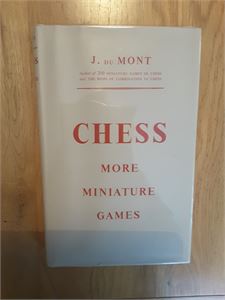 J. DU MONT
Author of 200 MINIATURE GAMES OF CHESS
and THE BASIS OF COMBINATION IN CHESS
CHESS
MORE
MINIATURE
GAMES